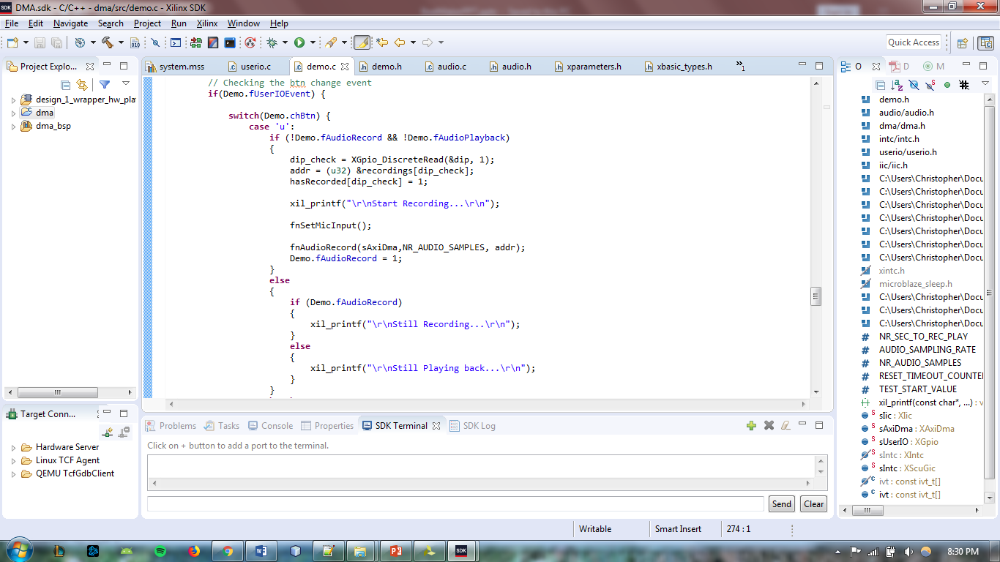 DMA.sdk - C/C++ - dma/src/demo.c - Xilinx SDK
File Edit Navigate Search Project Run Xilinx Window Help
Quick Access
Project Explo...
design_1_wrapper_hw_plat
dma
dma_bsp
Target Conn...
Hardware Server
Linux TCF Agent
QEMU TcfGdbClient
system.mss userio.c demo.c demo.h audio.c audio.h xparameters.h xbasic_types.h »1
// Checking the btn change event
if(Demo.fUserIOEvent) {
switch(Demo.chBtn) {
case 'u':
if (!Demo.fAudioRecord && !Demo.fAudioPlayback)
{
dip_check = XGpio_DiscreteRead(&dip, 1);
addr = (u32) &recordings[dip_check];
hasRecorded[dip_check] = 1;
xil_printf("\r\nStart Recording...\r\n");
fnSetMicInput();
fnAudioRecord(sAxiDma,NR_AUDIO_SAMPLES, addr);
Demo.fAudioRecord = 1;
}
else
{
if (Demo.fAudioRecord)
{
xil_printf("\r\nStill Recording...\r\n");
}
else
{
xil_printf("\r\nStill Playing back...\r\n");
}
}
Problems Tasks Console Properties SDK Terminal SDK Log
Click on + button to add a port to the terminal.
Send Clear
O D M
demo.h
audio/audio.h
dma/dma.h
intc/intc.h
userio/userio.h
iic/iic.h
C:\Users\Christopher\Docu
C:\Users\Christopher\Docu
C:\Users\Christopher\Docu
C:\Users\Christopher\Docu
C:\Users\Christopher\Docu
C:\Users\Christopher\Docu
C:\Users\Christopher\Docu
xintc.h
microblaze_sleep.h
C:\Users\Christopher\Docu
C:\Users\Christopher\Docu
C:\Users\Christopher\Docu
NR_SEC_TO_REC_PLAY
AUDIO_SAMPLING_RATE
NR_AUDIO_SAMPLES
RESET_TIMEOUT_COUNTE
TEST_START_VALUE
xil_printf(const char*, ...) : v
sIic : XIic
sAxiDma : XAxiDma
sUserIO : XGpio
sIntc : XIntc
sIntc : XScuGic
ivt : const ivt_t[]
ivt : const ivt_t[]
Writable Smart Insert 274 : 1
SDK
8:30 PM